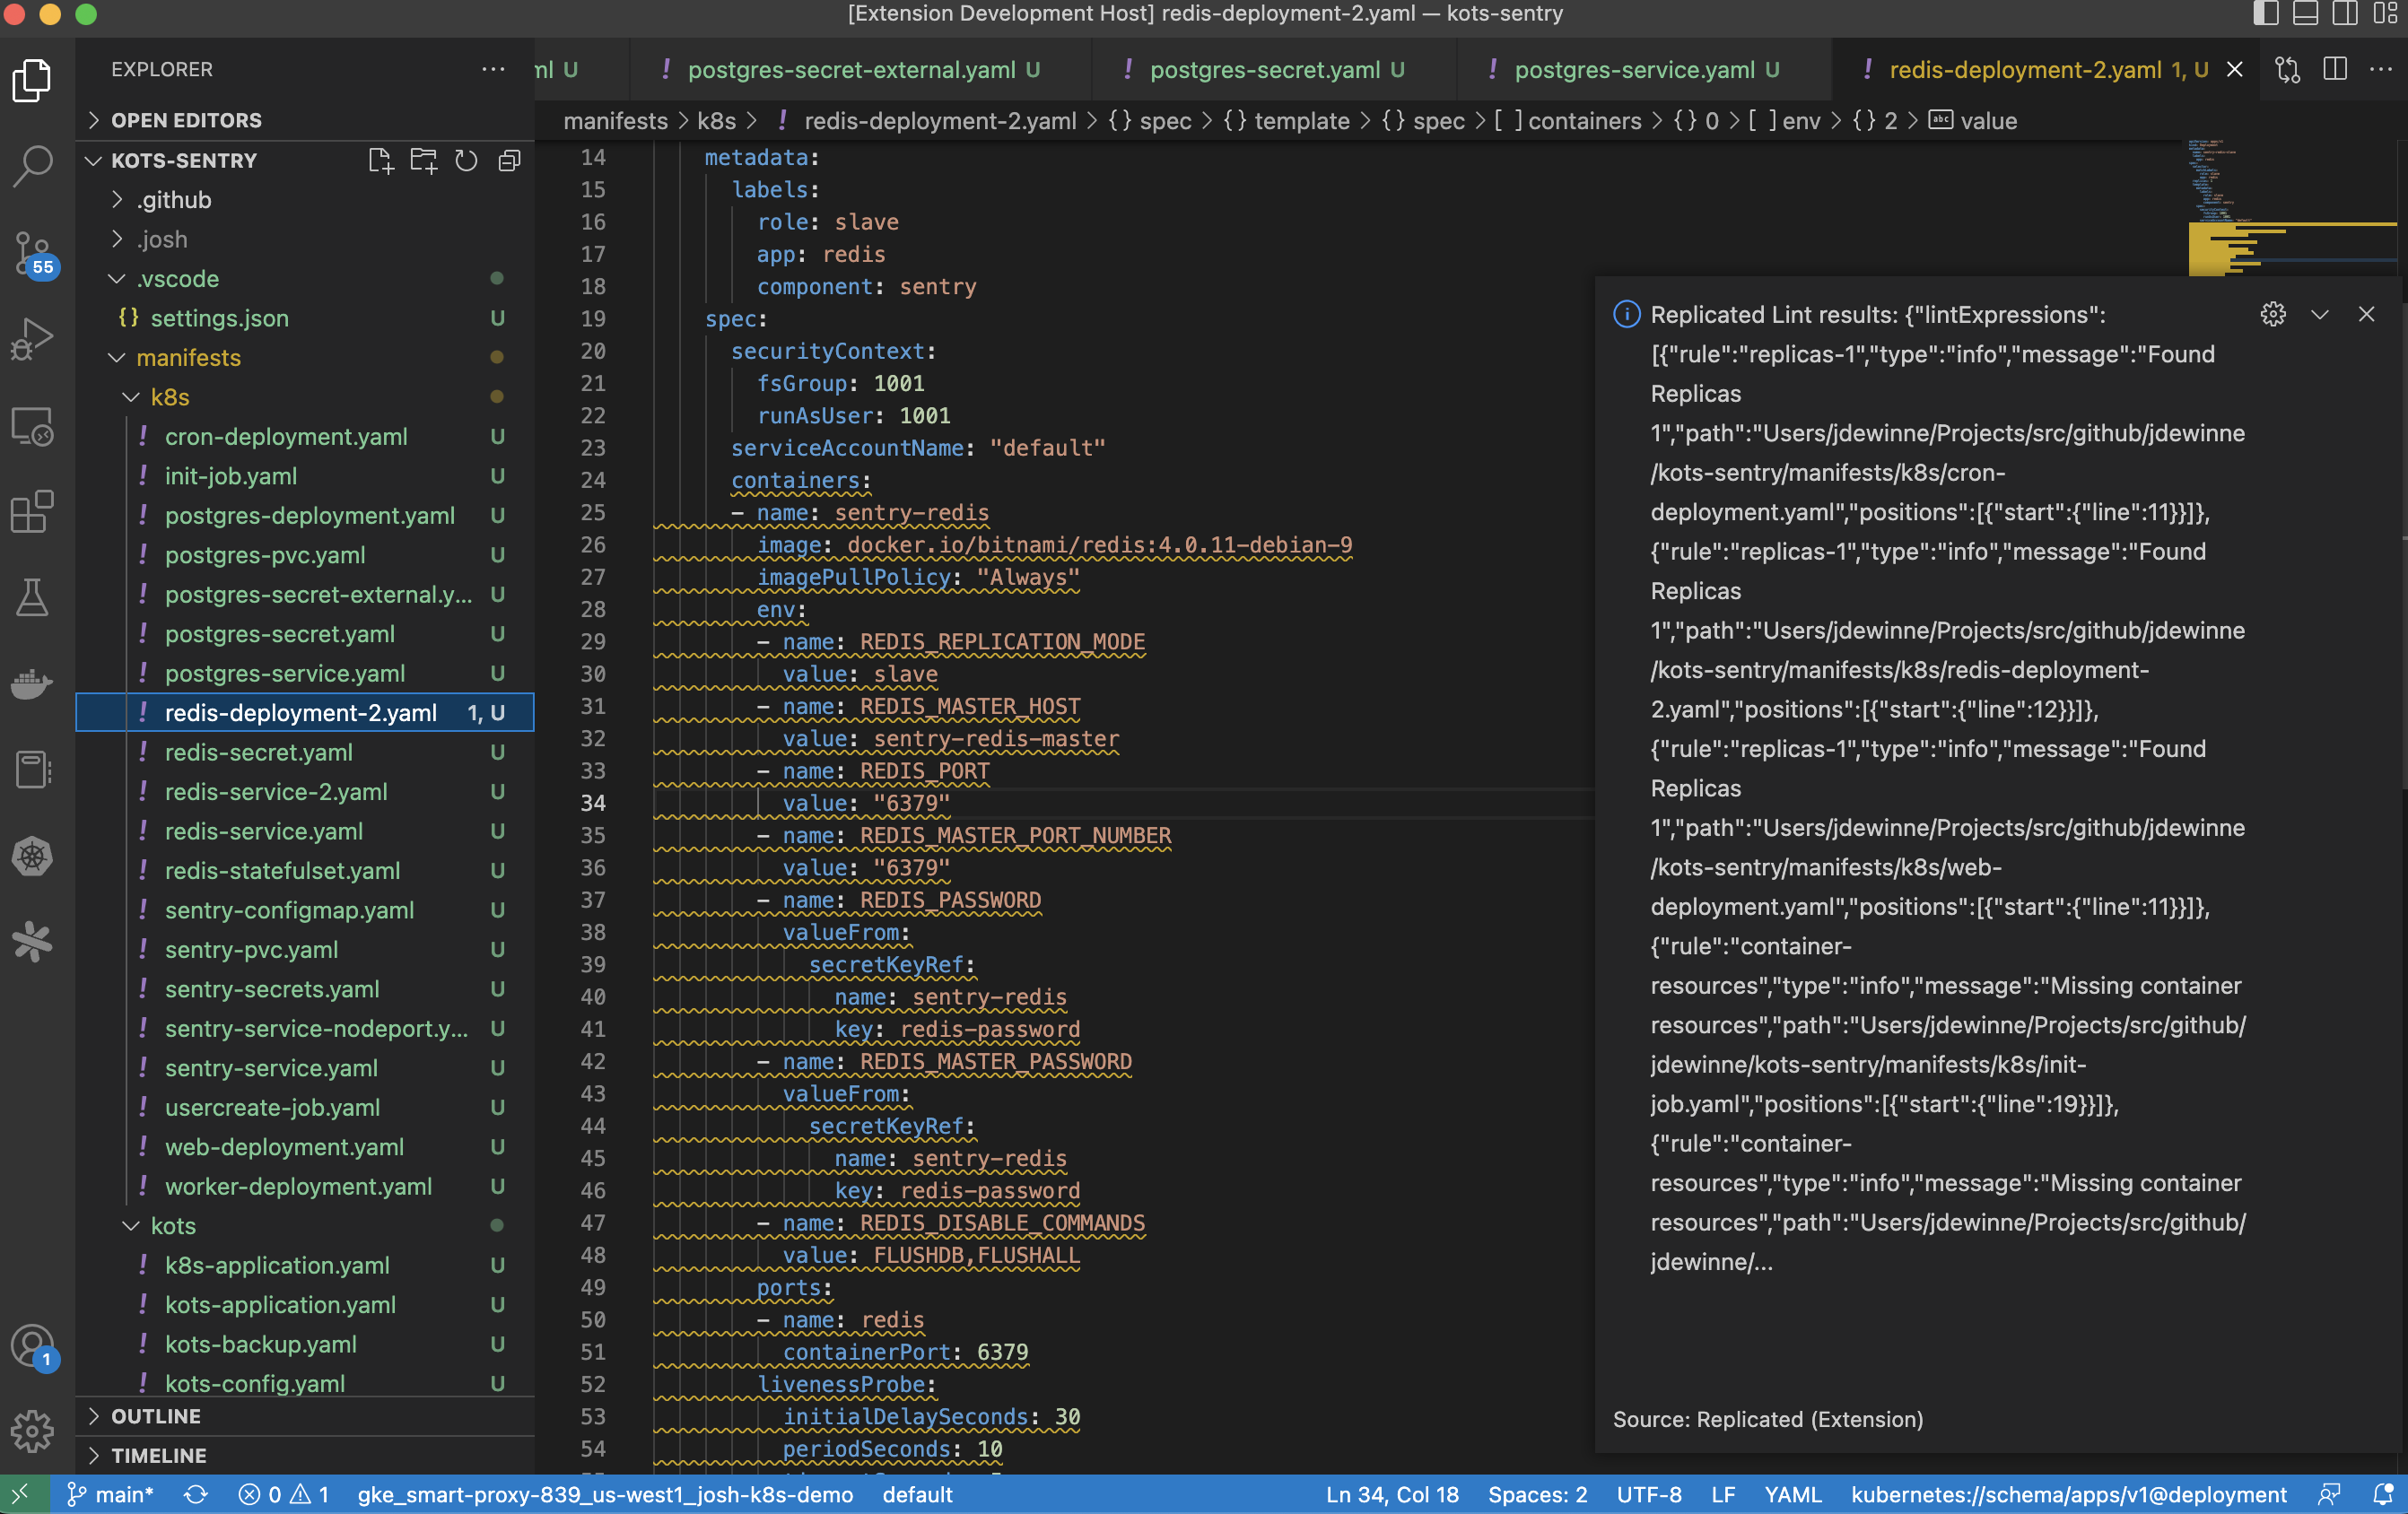 [Extension Development Host] redis-deployment-2.yaml — kots-sentry
EXPLORER
OPEN EDITORS
KOTS-SENTRY
.github
.josh
.vscode
{} settings.json U
manifests
k8s
! cron-deployment.yaml U
! init-job.yaml U
! postgres-deployment.yaml U
! postgres-pvc.yaml U
! postgres-secret-external.y... U
! postgres-secret.yaml U
! postgres-service.yaml U
! redis-deployment-2.yaml 1, U
! redis-secret.yaml U
! redis-service-2.yaml U
! redis-service.yaml U
! redis-statefulset.yaml U
! sentry-configmap.yaml U
! sentry-pvc.yaml U
! sentry-secrets.yaml U
! sentry-service-nodeport.y... U
! sentry-service.yaml U
! usercreate-job.yaml U
! web-deployment.yaml U
! worker-deployment.yaml U
kots
! k8s-application.yaml U
! kots-application.yaml U
! kots-backup.yaml U
! kots-config.yaml U
OUTLINE
TIMELINE
55
1
ml U ! postgres-secret-external.yaml U ! postgres-secret.yaml U ! postgres-service.yaml U ! redis-deployment-2.yaml 1, U
manifests > k8s > ! redis-deployment-2.yaml > {} spec > {} template > {} spec > [ ] containers > {} 0 > [ ] env > {} 2 > abc value
14 metadata:
15 labels:
16 role: slave
17 app: redis
18 component: sentry
19 spec:
20 securityContext:
21 fsGroup: 1001
22 runAsUser: 1001
23 serviceAccountName: "default"
24 containers:
25 - name: sentry-redis
26 image: docker.io/bitnami/redis:4.0.11-debian-9
27 imagePullPolicy: "Always"
28 env:
29 - name: REDIS_REPLICATION_MODE
30 value: slave
31 - name: REDIS_MASTER_HOST
32 value: sentry-redis-master
33 - name: REDIS_PORT
34 value: "6379"
35 - name: REDIS_MASTER_PORT_NUMBER
36 value: "6379"
37 - name: REDIS_PASSWORD
38 valueFrom:
39 secretKeyRef:
40 name: sentry-redis
41 key: redis-password
42 - name: REDIS_MASTER_PASSWORD
43 valueFrom:
44 secretKeyRef:
45 name: sentry-redis
46 key: redis-password
47 - name: REDIS_DISABLE_COMMANDS
48 value: FLUSHDB,FLUSHALL
49 ports:
50 - name: redis
51 containerPort: 6379
52 livenessProbe:
53 initialDelaySeconds: 30
54 periodSeconds: 10
Replicated Lint results: {"lintExpressions":
[{"rule":"replicas-1","type":"info","message":"Found
Replicas
1","path":"Users/jdewinne/Projects/src/github/jdewinne
/kots-sentry/manifests/k8s/cron-
deployment.yaml","positions":[{"start":{"line":11}}]},
{"rule":"replicas-1","type":"info","message":"Found
Replicas
1","path":"Users/jdewinne/Projects/src/github/jdewinne
/kots-sentry/manifests/k8s/redis-deployment-
2.yaml","positions":[{"start":{"line":12}}]},
{"rule":"replicas-1","type":"info","message":"Found
Replicas
1","path":"Users/jdewinne/Projects/src/github/jdewinne
/kots-sentry/manifests/k8s/web-
deployment.yaml","positions":[{"start":{"line":11}}]},
{"rule":"container-
resources","type":"info","message":"Missing container
resources","path":"Users/jdewinne/Projects/src/github/
jdewinne/kots-sentry/manifests/k8s/init-
job.yaml","positions":[{"start":{"line":19}}]},
{"rule":"container-
resources","type":"info","message":"Missing container
resources","path":"Users/jdewinne/Projects/src/github/
jdewinne/...
Source: Replicated (Extension)
main* 0 1 gke_smart-proxy-839_us-west1_josh-k8s-demo default Ln 34, Col 18 Spaces: 2 UTF-8 LF YAML kubernetes://schema/apps/v1@deployment